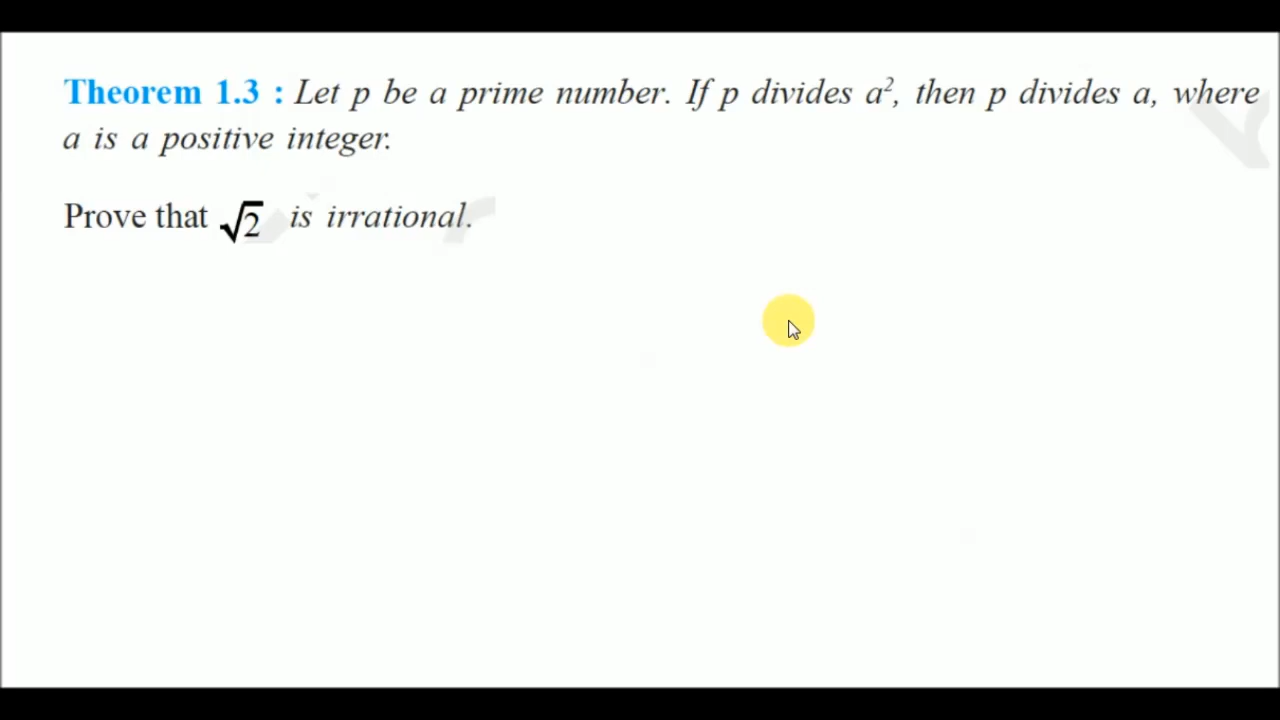 Theorem 1.3 : Let p be a prime number. If p divides a², then p divides a, where
a is a positive integer.
Prove that √2 is irrational.